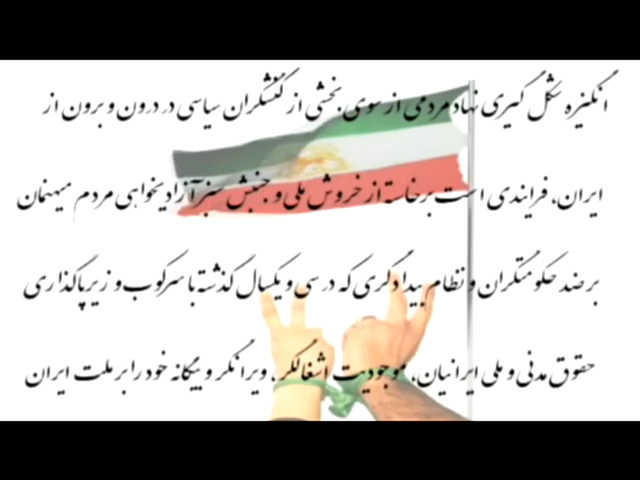 انگیزه شکل گیری نهاد مردمی از سوی بخشی از کنشگران سیاسی در درون و برون از
ایران، فرایندی است برخاسته از خروش ملی و جنبش سبز آزادیخواهی مردم میهنمان
بر ضد حکومتگران و نظام بیدادگری که در سی و یکسال گذشته با سرکوب و زیرپاگذاری
حقوق مدنی و ملی ایرانیان، موجودیت اشغالگر، ویرانگر و بیگانه خود را بر ملت ایران